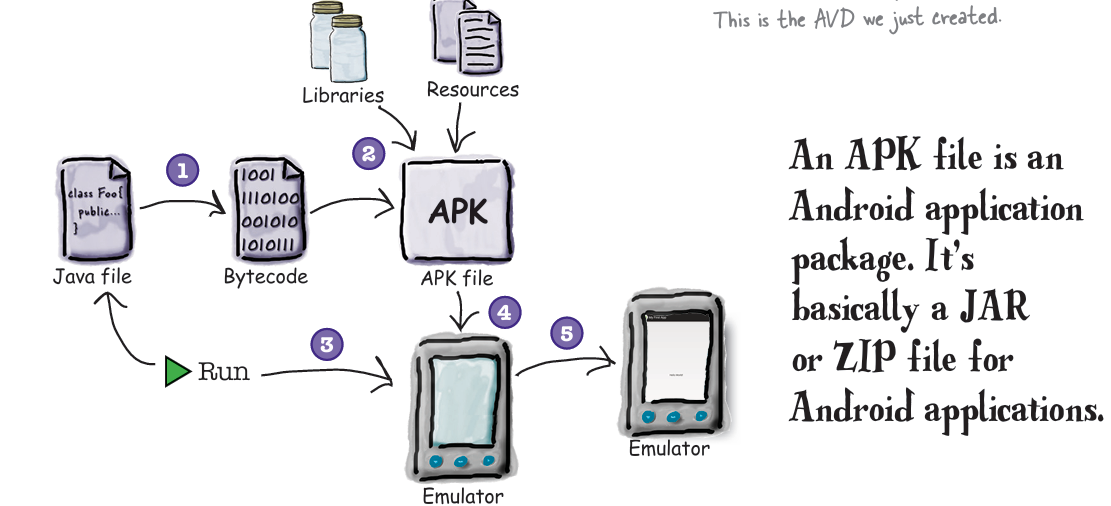 This is the AVD we just created.
Libraries
Resources
1
2
class Foo{
public...
}
1001
1110100
001010
1010111
APK
Java file
Bytecode
APK file
4
3
5
Run
Emulator
Emulator
An APK file is an
Android application
package. It's
basically a JAR
or ZIP file for
Android applications.